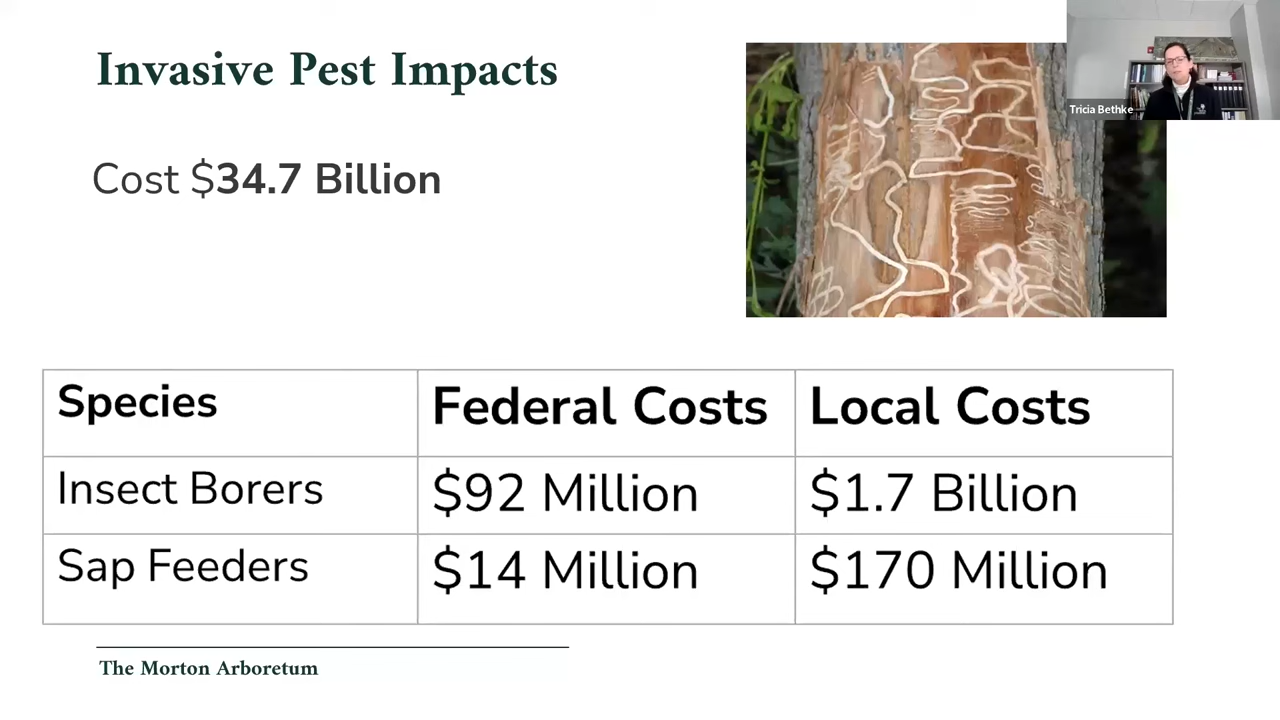 Invasive Pest Impacts
Tricia Bethke
Cost $34.7 Billion
Species Federal Costs Local Costs
Insect Borers $92 Million $1.7 Billion
Sap Feeders $14 Million $170 Million
The Morton Arboretum